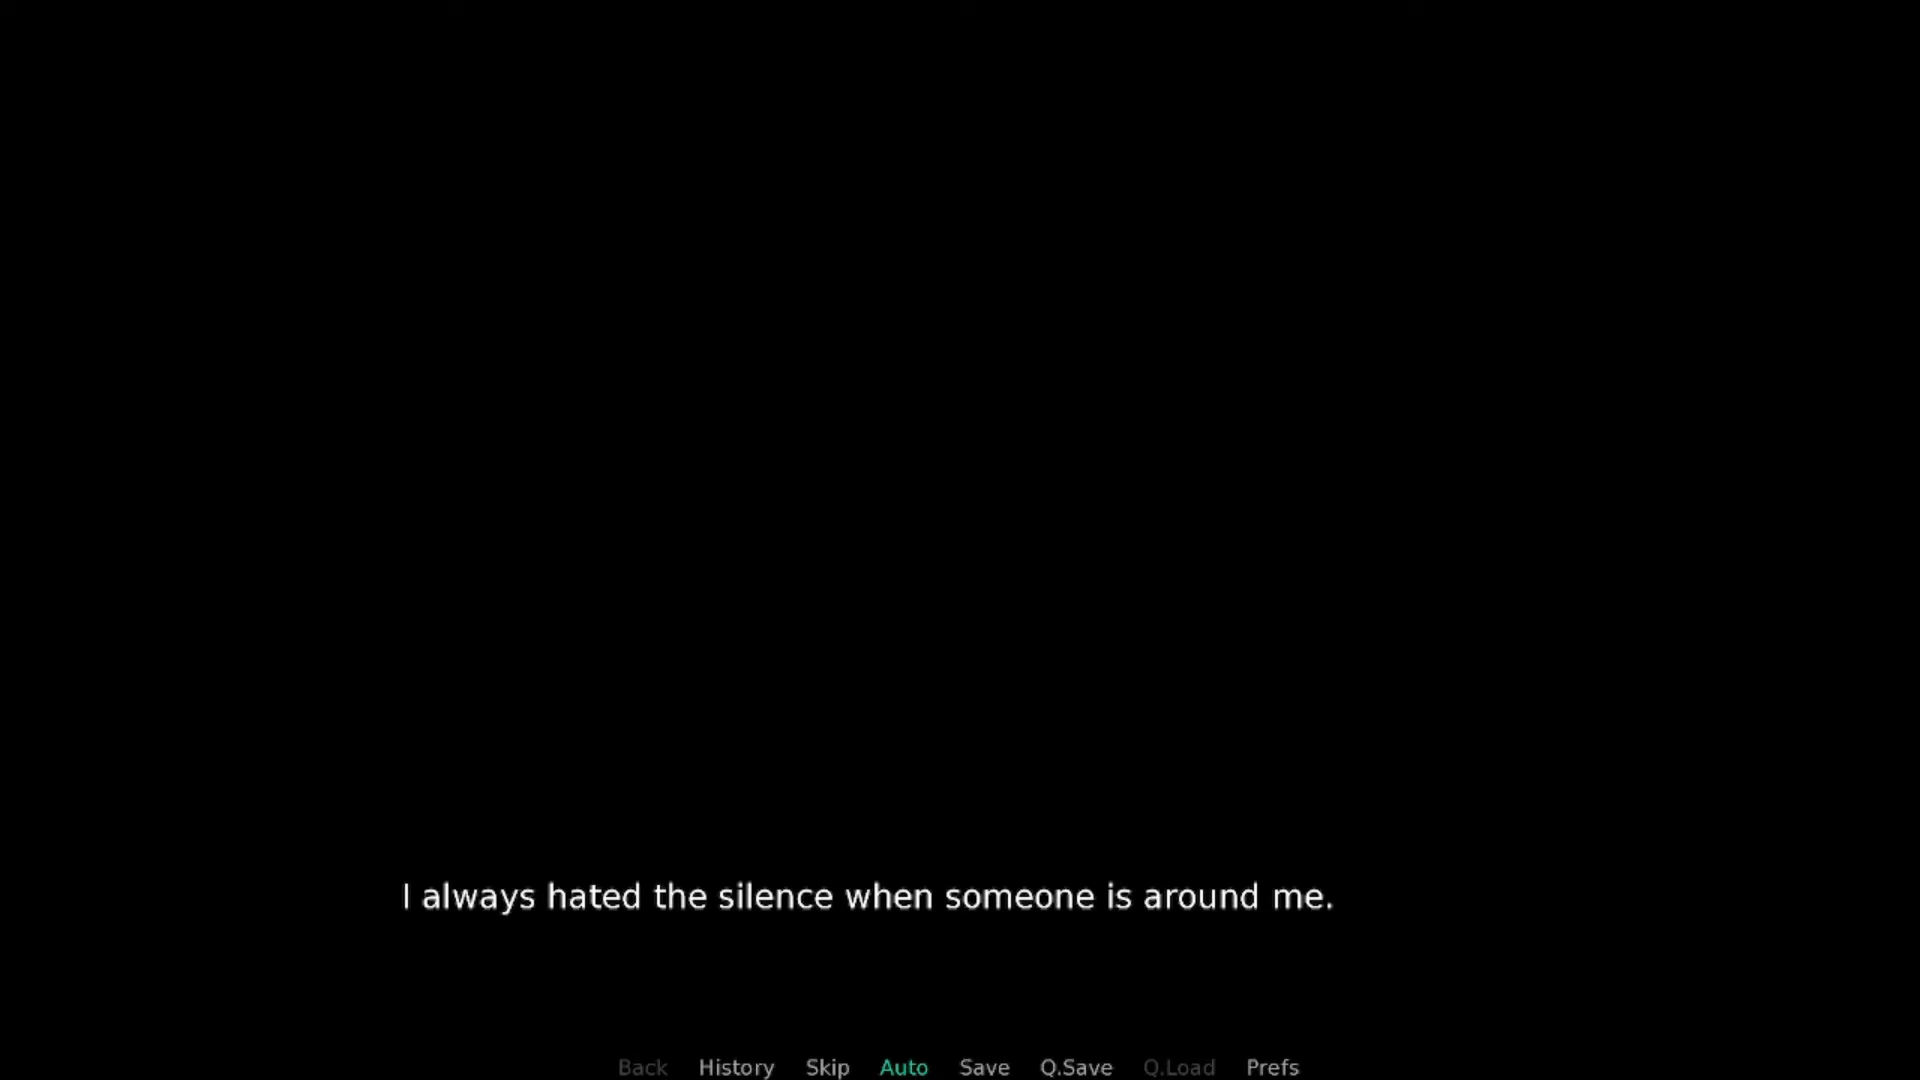 I always hated the silence when someone is around me.
Back History Skip Auto Save Q.Save Q.Load Prefs